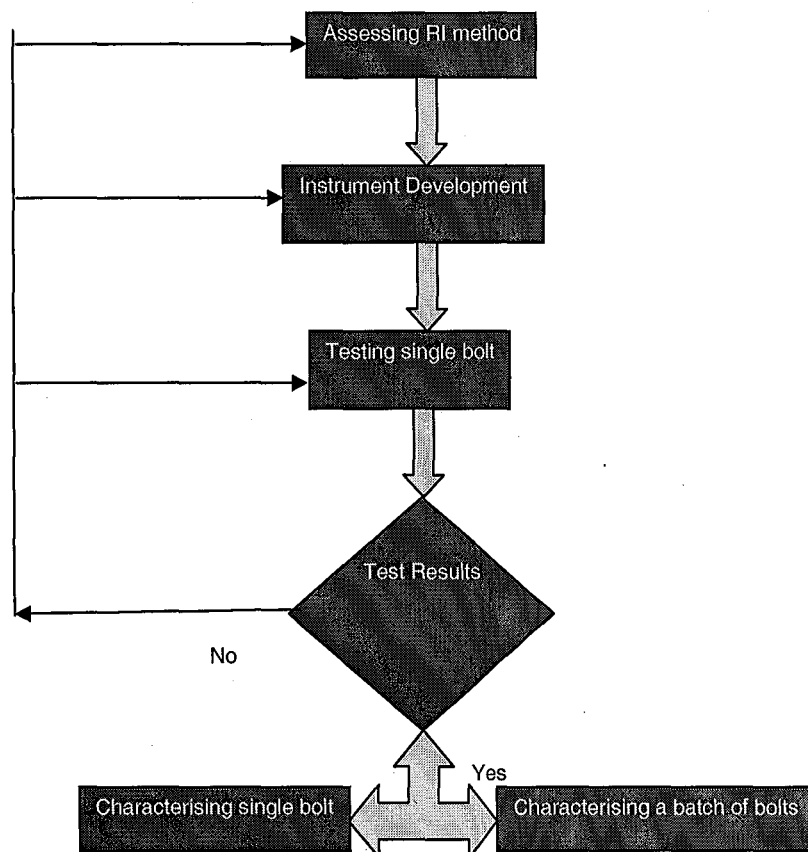 Assessing RI method
Instrument Development
Testing single bolt
Test Results
No
Yes
Characterising single bolt
Characterising a batch of bolts